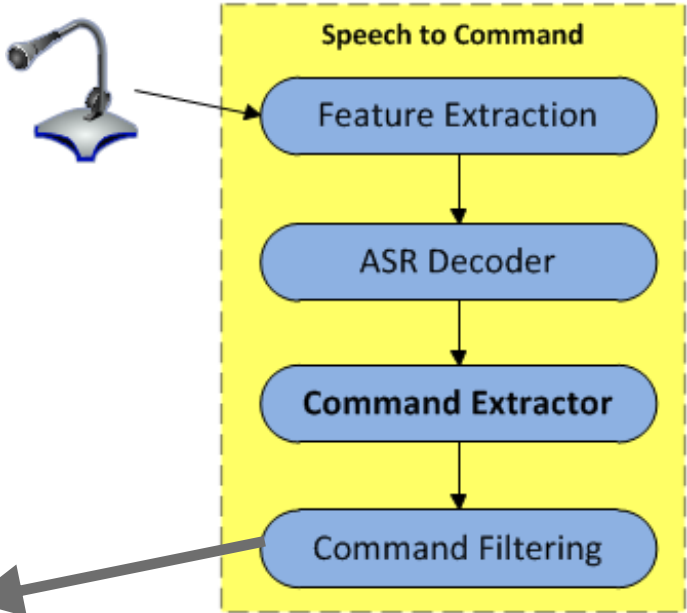 Speech to Command
Feature Extraction
ASR Decoder
Command Extractor
Command Filtering